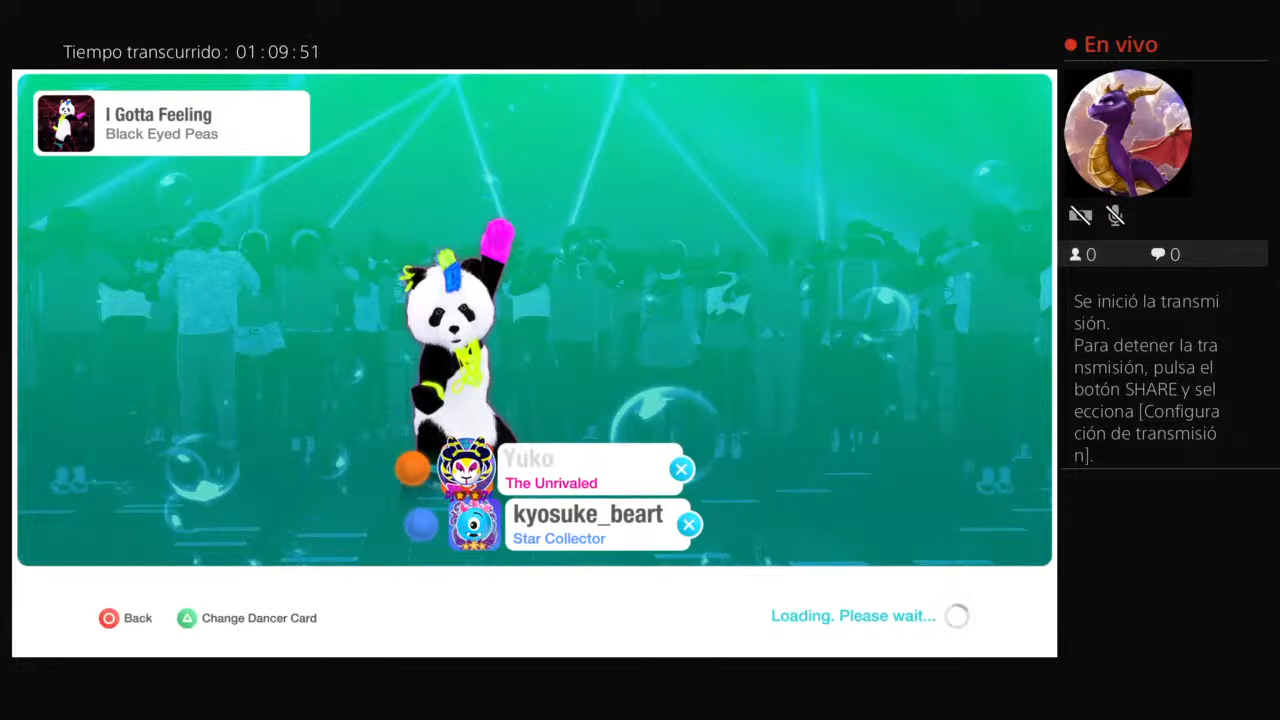 Tiempo transcurrido: 01:09:51
En vivo
I Gotta Feeling
Black Eyed Peas
0 0
Se inició la transmi
sión.
Para detener la tra
nsmisión, pulsa el
botón SHARE y sel
ecciona [Configura
ción de transmisió
n].
Yuko
The Unrivaled
kyosuke_beart
Star Collector
Back Change Dancer Card
Loading. Please wait...